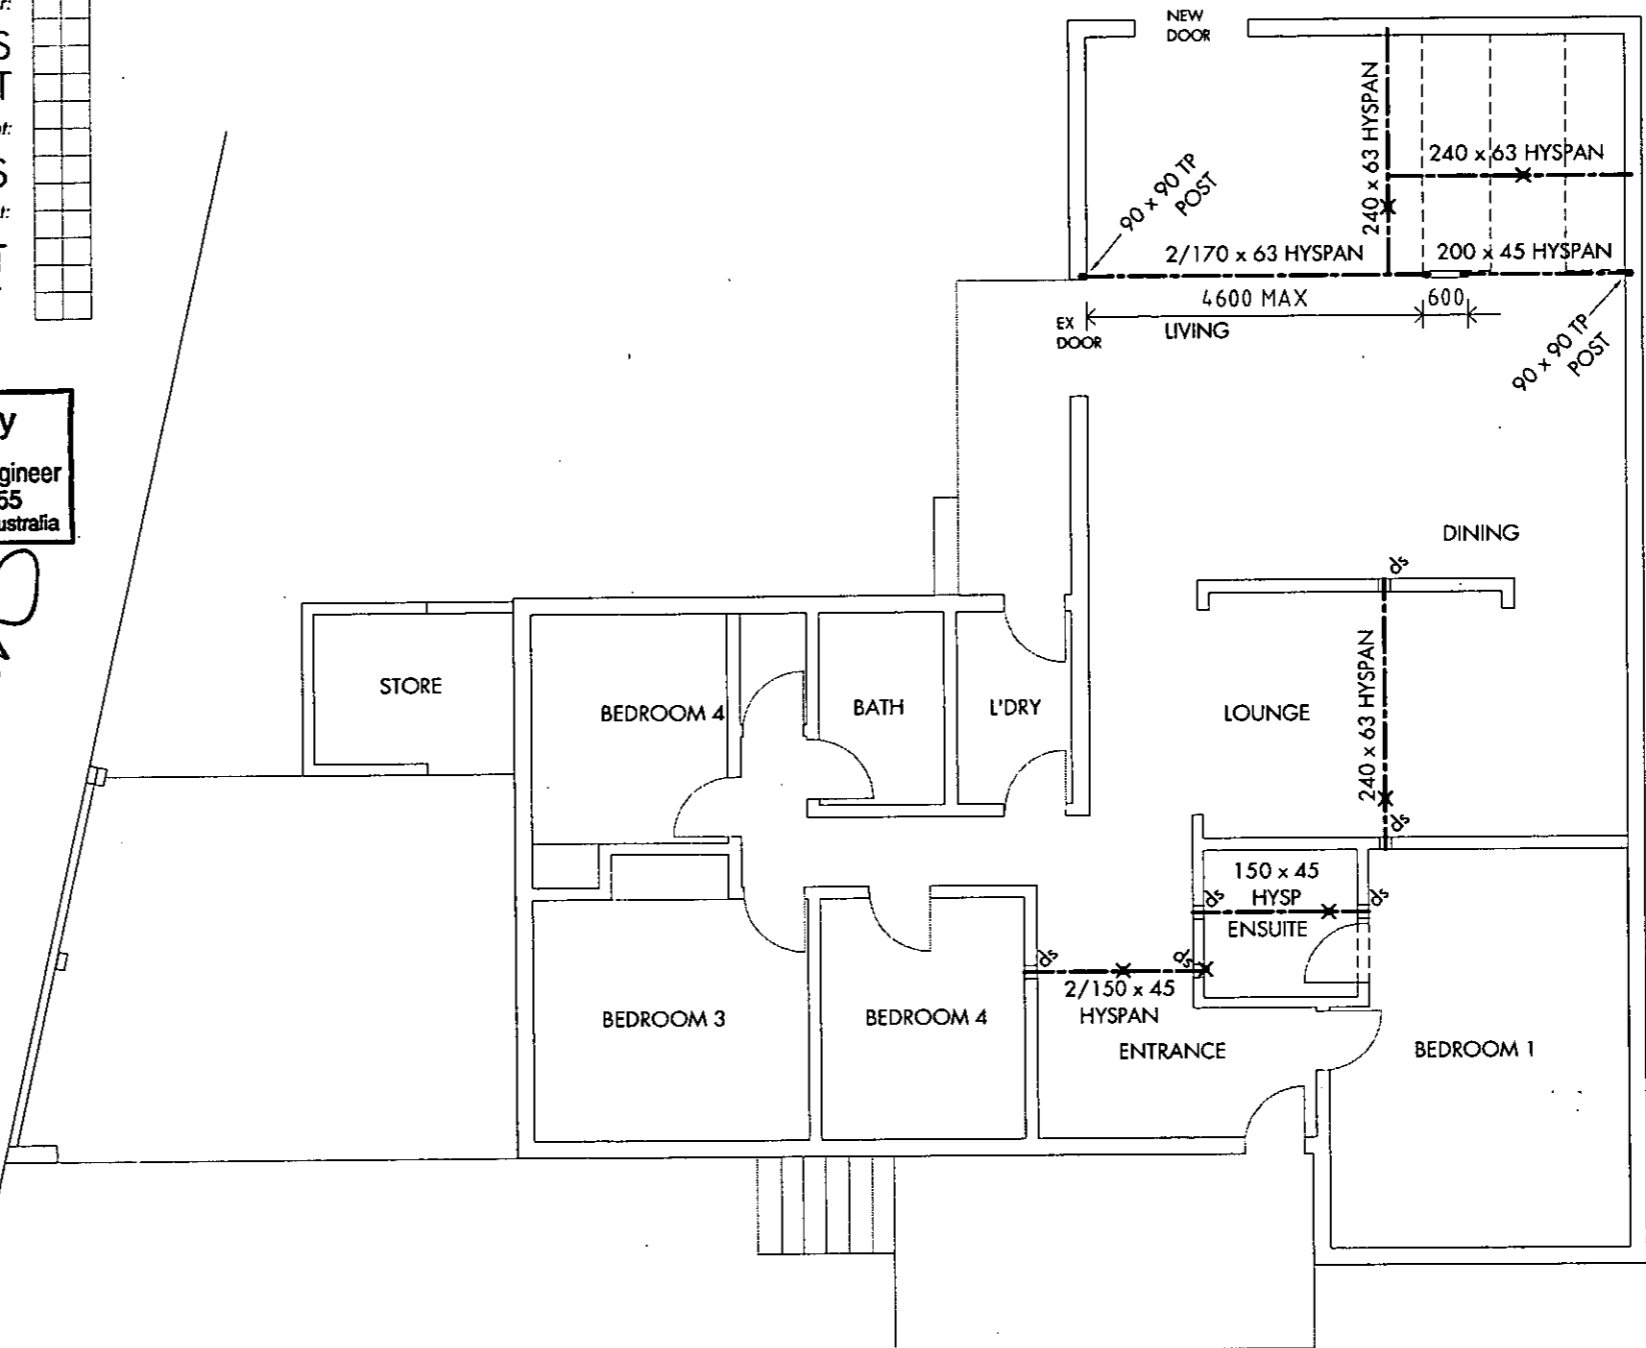 r:
S
T
nt:
S
t:
y
gineer
55
ustralia
NEW
DOOR
240 x 63 HYSPAN
240 x 63 HYSPAN
90 x 90 TP
POST
2/170 x 63 HYSPAN
200 x 45 HYSPAN
4600 MAX
600
EX
DOOR
LIVING
90 x 90 TP
POST
DINING
ds
STORE
BEDROOM 4
BATH
L'DRY
LOUNGE
240 x 63 HYSPAN
ds
150 x 45
HYSP
ds
ds
ENSUITE
ds
ds
2/150 x 45
HYSPAN
BEDROOM 3
BEDROOM 4
ENTRANCE
BEDROOM 1